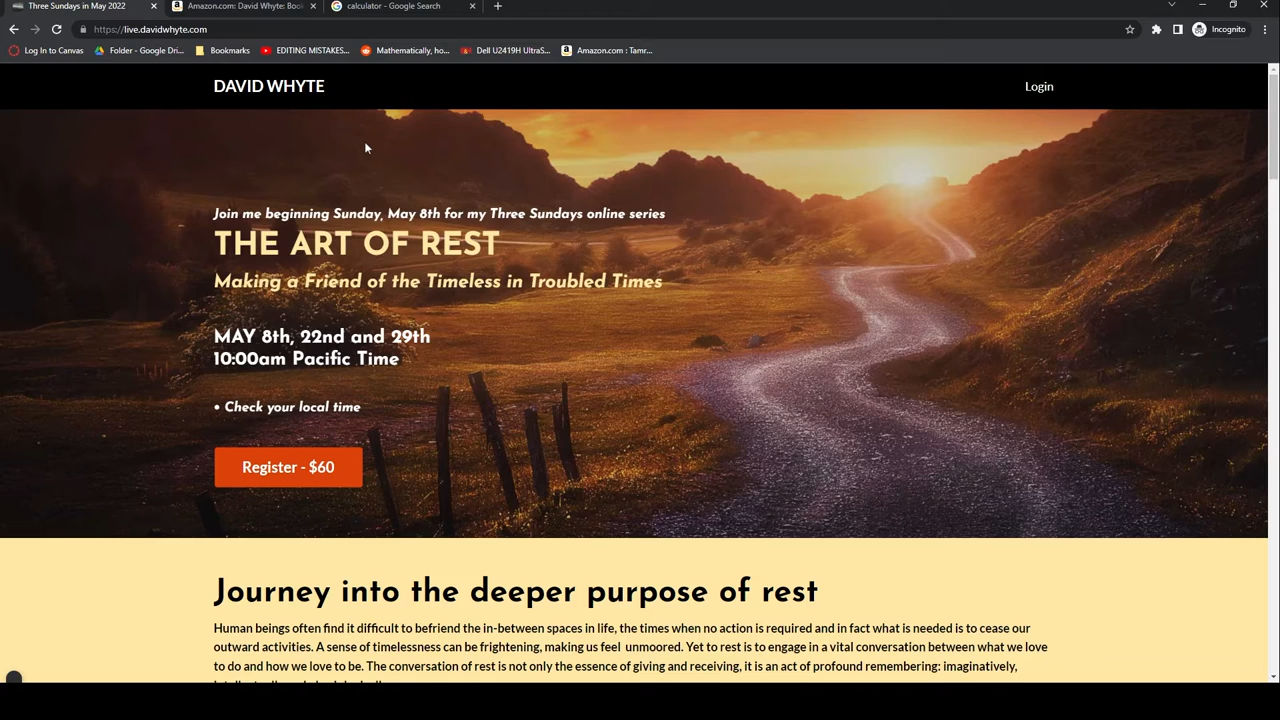 Three Sundays in May 2022
Amazon.com: David Whyte: Boo
calculator - Google Search
https://live.davidwhyte.com
Incognito
Log In to Canvas
Folder - Google Dri...
Bookmarks
EDITING MISTAKES...
Mathematically, ho...
Dell U2419H UltraS...
Amazon.com : Tamr...
DAVID WHYTE
Login
Join me beginning Sunday, May 8th for my Three Sundays online series
THE ART OF REST
Making a Friend of the Timeless in Troubled Times
MAY 8th, 22nd and 29th
10:00am Pacific Time
• Check your local time
Register - $60
Journey into the deeper purpose of rest
Human beings often find it difficult to befriend the in-between spaces in life, the times when no action is required and in fact what is needed is to cease our
outward activities. A sense of timelessness can be frightening, making us feel unmoored. Yet to rest is to engage in a vital conversation between what we love
to do and how we love to be. The conversation of rest is not only the essence of giving and receiving, it is an act of profound remembering: imaginatively,